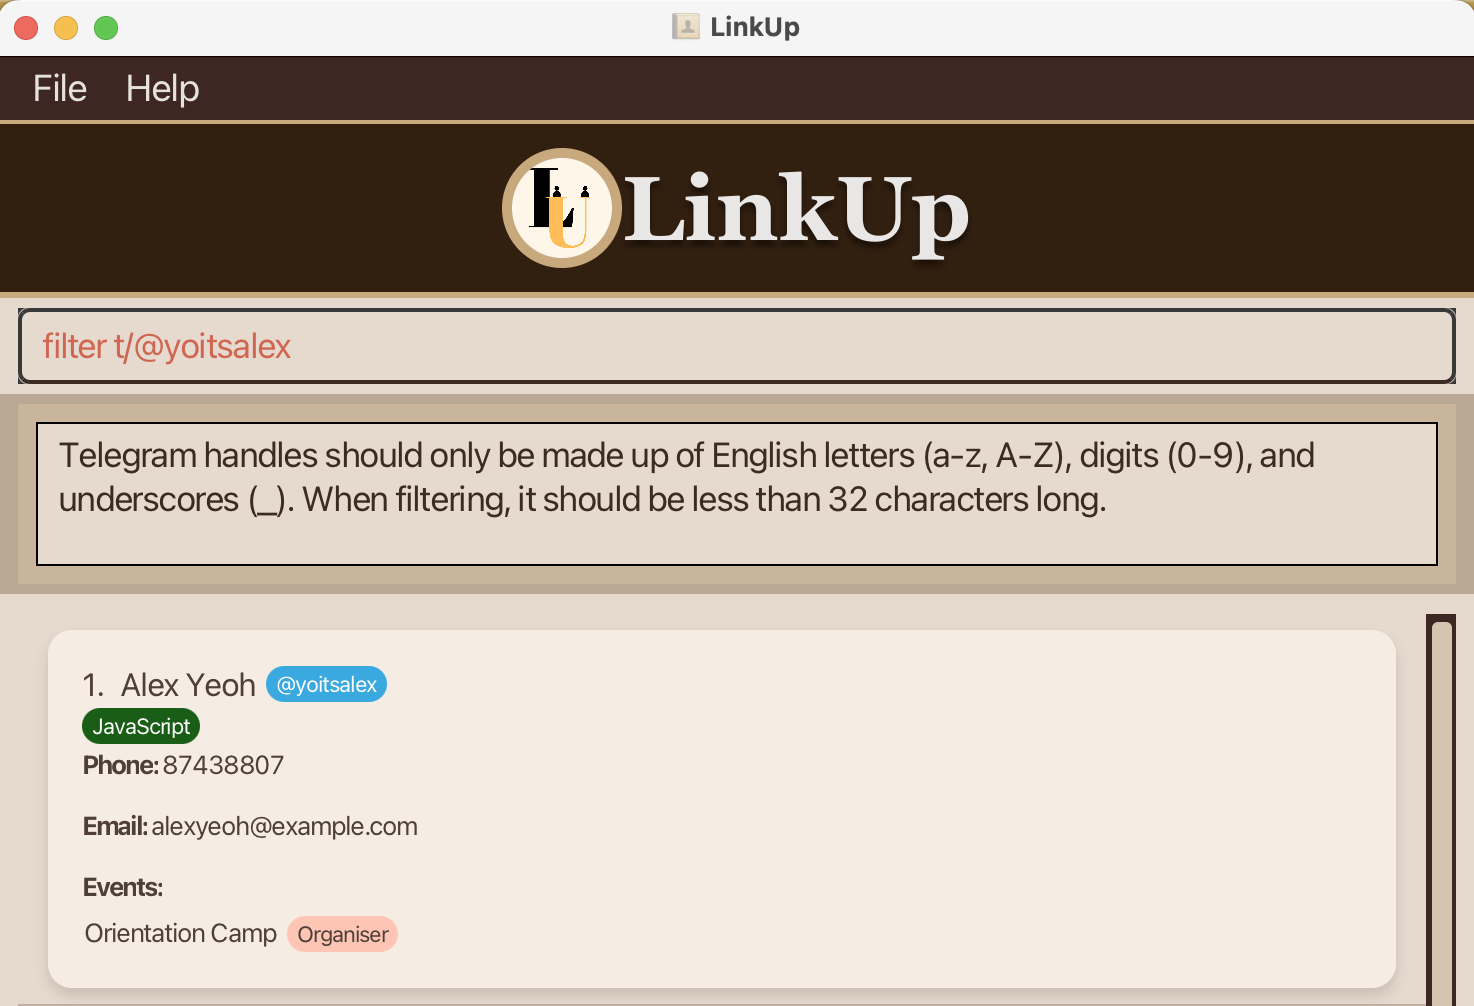 LinkUp
File Help
LU LinkUp
filter t/@yoitsalex
Telegram handles should only be made up of English letters (a-z, A-Z), digits (0-9), and
underscores (_). When filtering, it should be less than 32 characters long.
1. Alex Yeoh @yoitsalex
JavaScript
Phone: 87438807
Email: alexyeoh@example.com
Events:
Orientation Camp Organiser